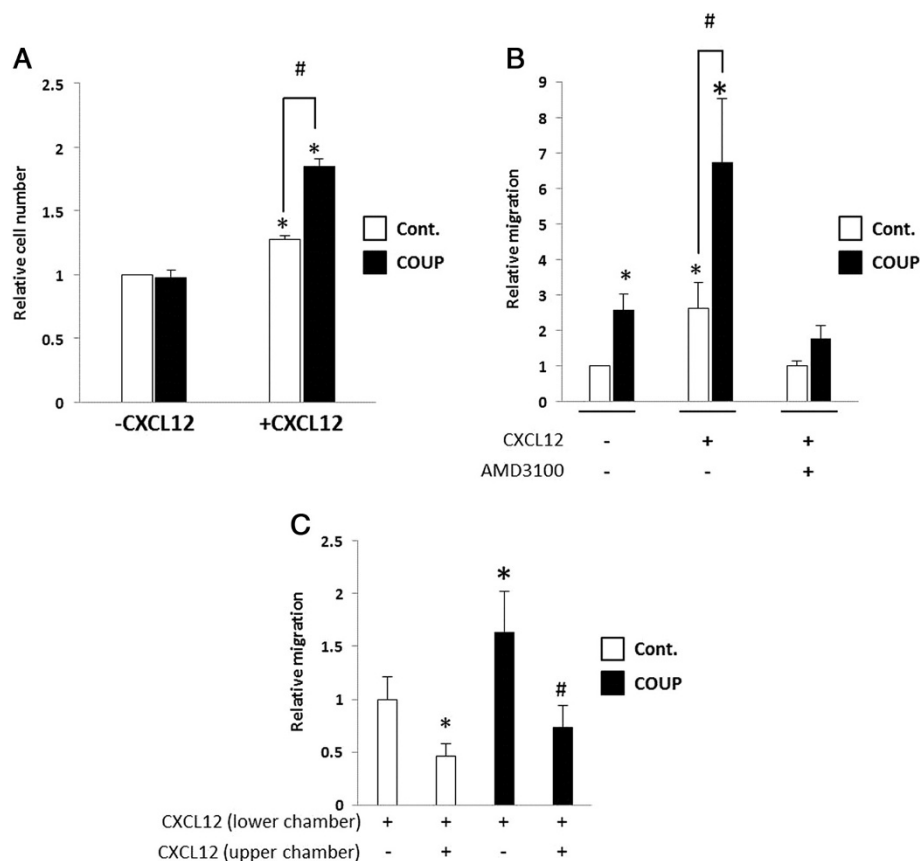 A
#
2.5
2
1.5
1
0.5
0
Relative cell number
*
*
-CXCL12
+CXCL12
Cont.
COUP
B
#
9
8
7
6
5
4
3
2
1
0
Relative migration
*
*
*
Cont.
COUP
CXCL12 - + +
AMD3100 - - +
C
2.5
2
1.5
1
0.5
0
Relative migration
*
*
#
Cont.
COUP
CXCL12 (lower chamber) + + + +
CXCL12 (upper chamber) - + - +